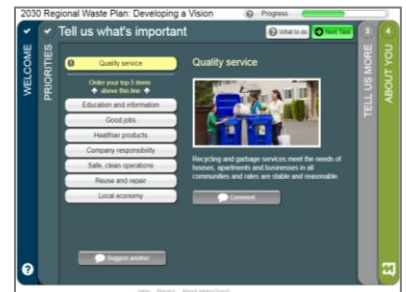 2030 Regional Waste Plan: Developing a Vision
Progress
WELCOME
PRIORITIES
Tell us what's important
What to do
Next Task
3
TELL US MORE
4
ABOUT YOU
Quality service
Order your top 5 items
above this line
Education and information
Good jobs
Healthier products
Company responsibility
Safe, clean operations
Reuse and repair
Local economy
Suggest another
Quality service
Recycling and garbage services meet the needs of
houses, apartments and businesses in all
communities and rates are stable and reasonable.
Comment
?